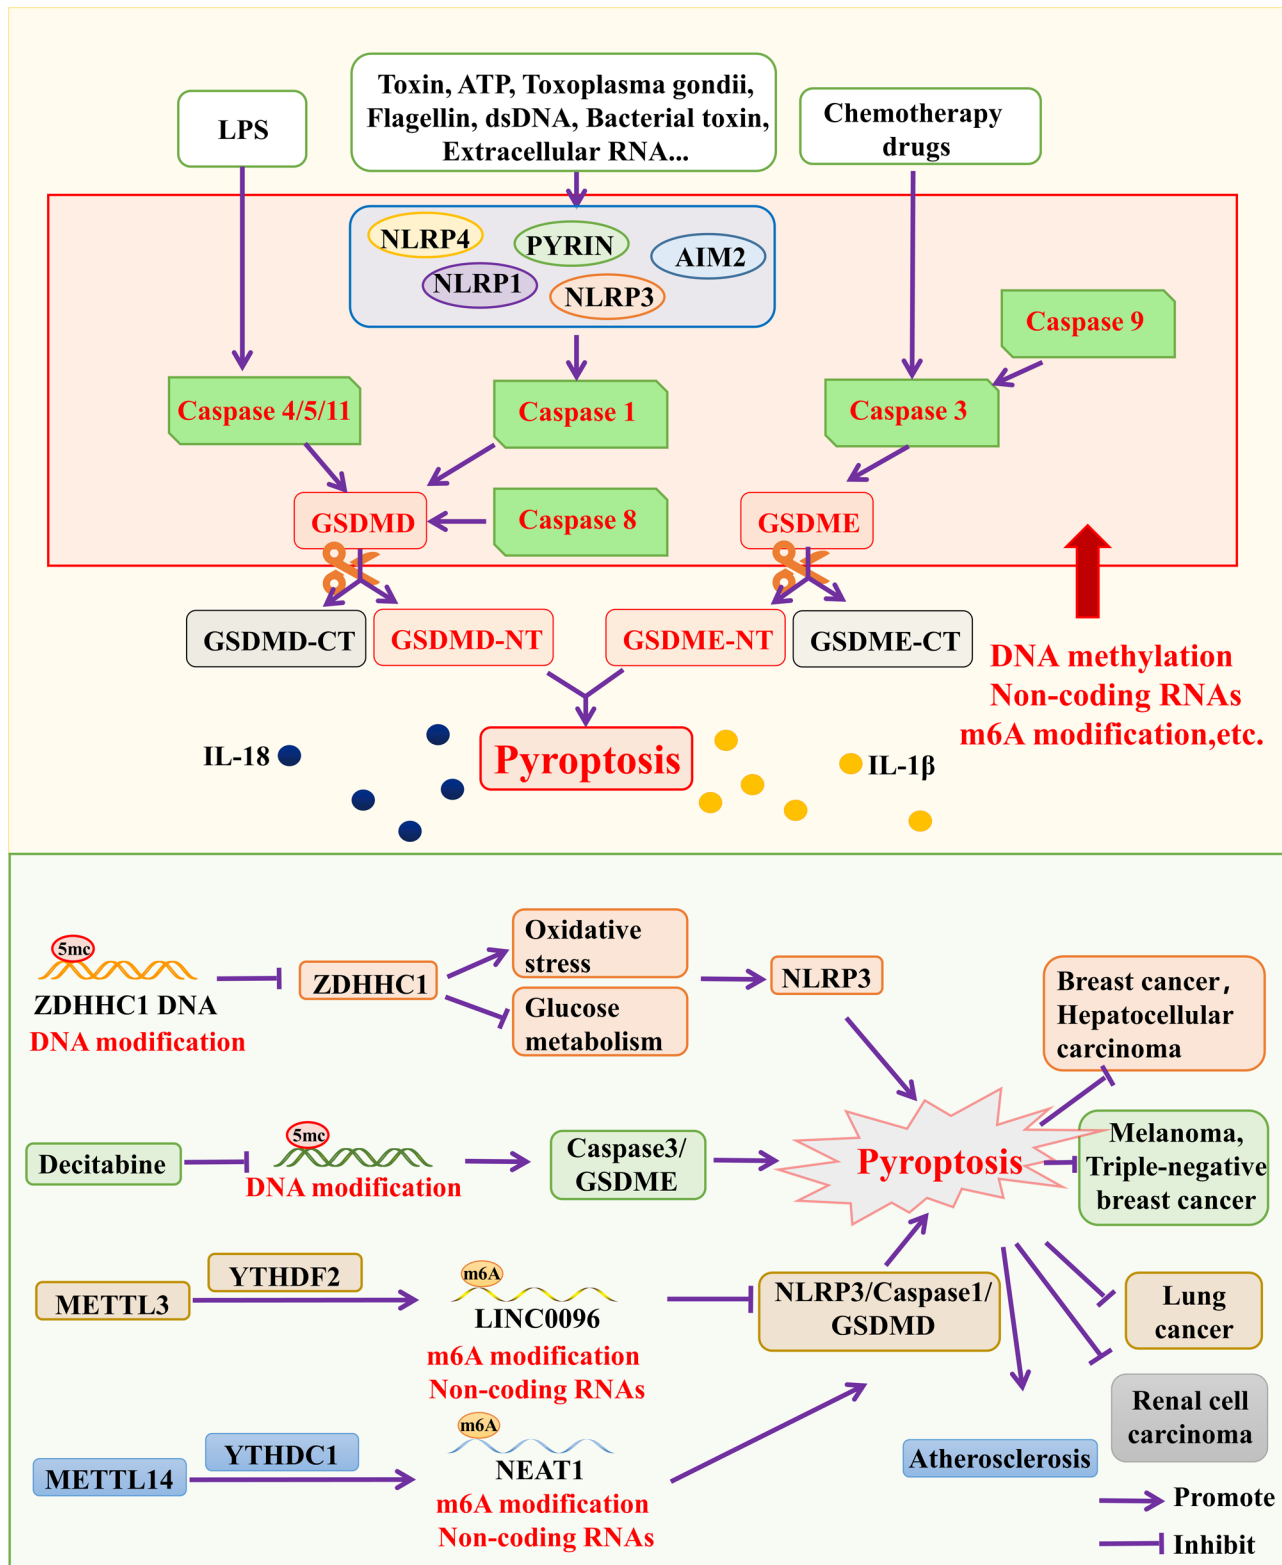 LPS
Toxin, ATP, Toxoplasma gondii,
Flagellin, dsDNA, Bacterial toxin,
Extracellular RNA...
Chemotherapy
drugs
NLRP4
PYRIN
AIM2
NLRP1
NLRP3
Caspase 9
Caspase 4/5/11
Caspase 1
Caspase 3
GSDMD
Caspase 8
GSDME
GSDMD-CT
GSDMD-NT
GSDME-NT
GSDME-CT
DNA methylation
Non-coding RNAs
m6A modification,etc.
Pyroptosis
IL-18
IL-1β
5mc
ZDHHC1 DNA
DNA modification
ZDHHC1
Oxidative
stress
Glucose
metabolism
NLRP3
Breast cancer,
Hepatocellular
carcinoma
Decitabine
5mc
DNA modification
Caspase3/
GSDME
Pyroptosis
Melanoma,
Triple-negative
breast cancer
METTL3
YTHDF2
m6A
LINC0096
m6A modification
Non-coding RNAs
NLRP3/Caspase1/
GSDMD
Lung
cancer
Renal cell
carcinoma
METTL14
YTHDC1
m6A
NEAT1
m6A modification
Non-coding RNAs
Atherosclerosis
Promote
Inhibit